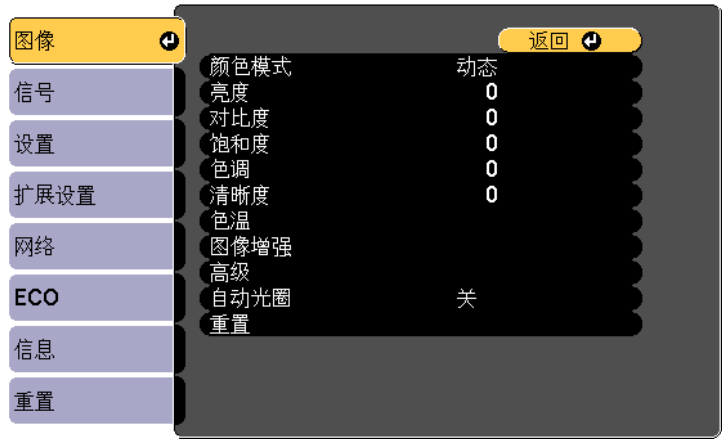 图像
信号
设置
扩展设置
网络
ECO
信息
重置
返回
颜色模式 动态
亮度 0
对比度 0
饱和度 0
色调 0
清晰度 0
色温
图像增强
高级
自动光圈 关
重置